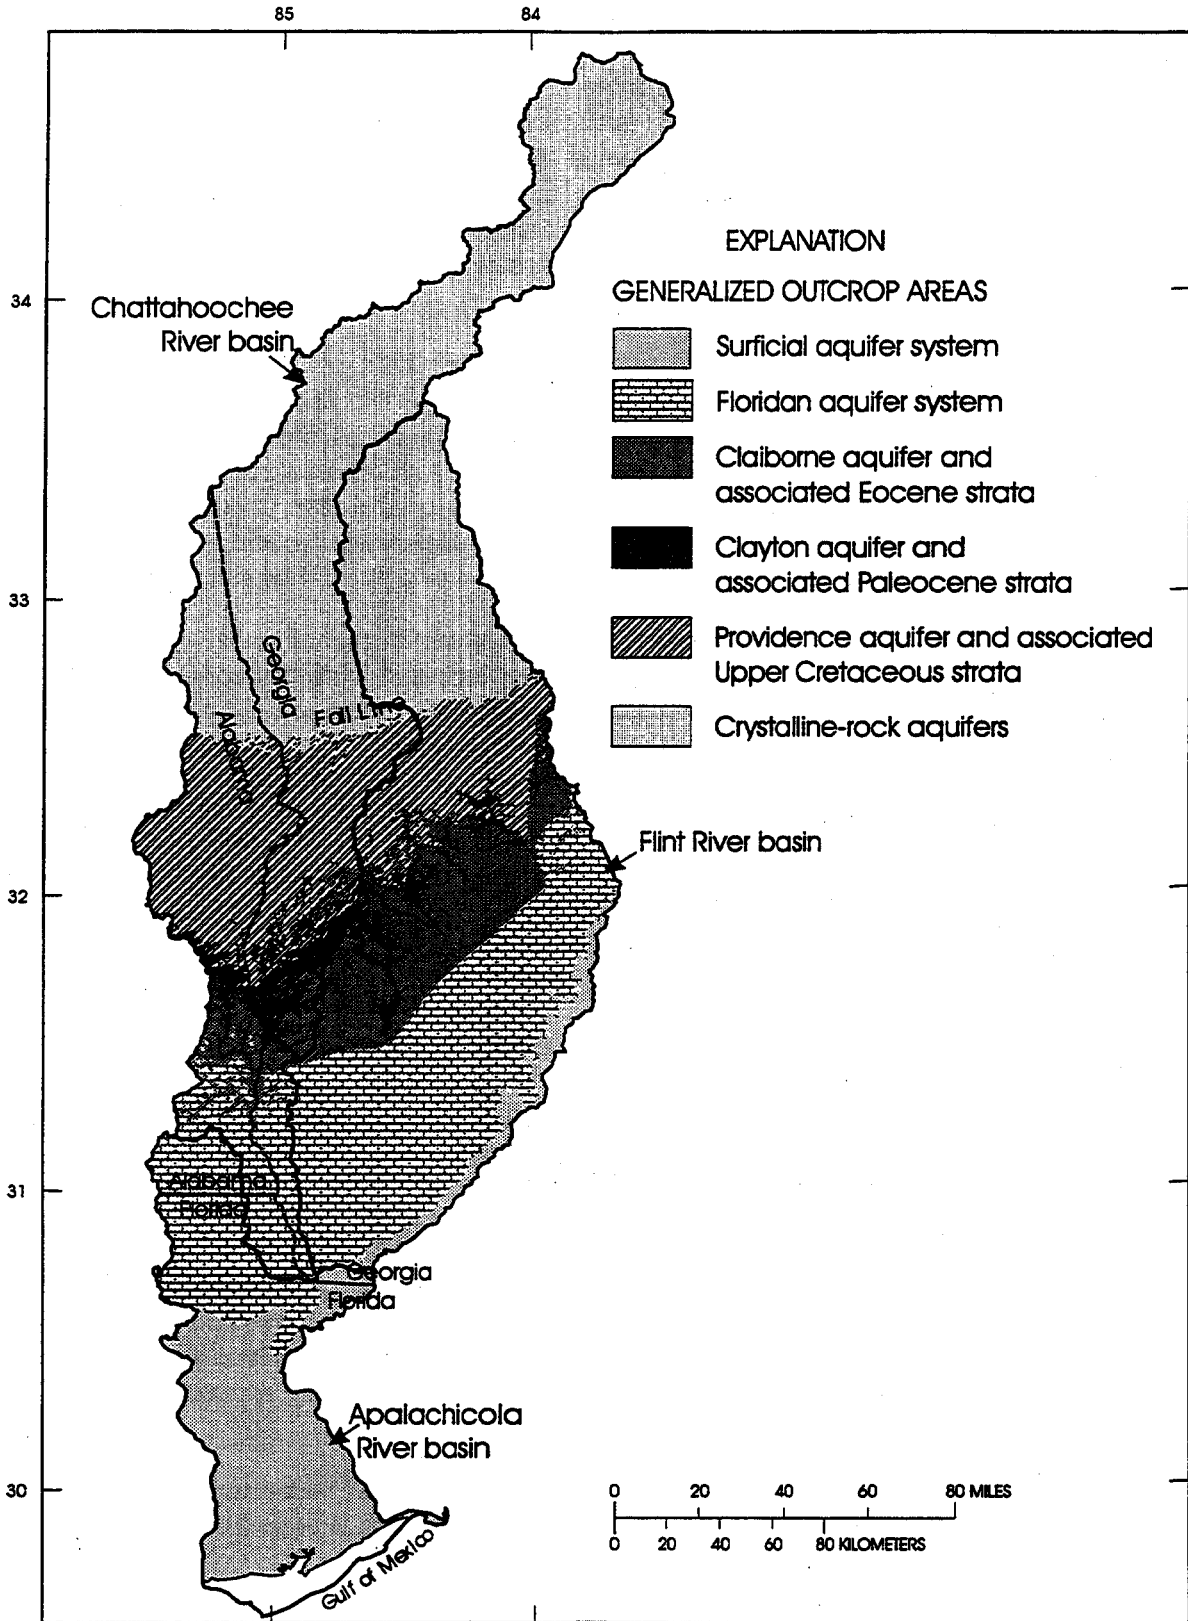 85
84
34
33
32
31
30
Chattahoochee
River basin
EXPLANATION
GENERALIZED OUTCROP AREAS
Surficial aquifer system
Floridan aquifer system
Claiborne aquifer and
associated Eocene strata
Clayton aquifer and
associated Paleocene strata
Providence aquifer and associated
Upper Cretaceous strata
Crystalline-rock aquifers
Georgia
Alabama
Fall Line
Flint River basin
Alabama
Florida
Georgia
Florida
Apalachicola
River basin
Gulf of Mexico
0 20 40 60 80 MILES
0 20 40 60 80 KILOMETERS